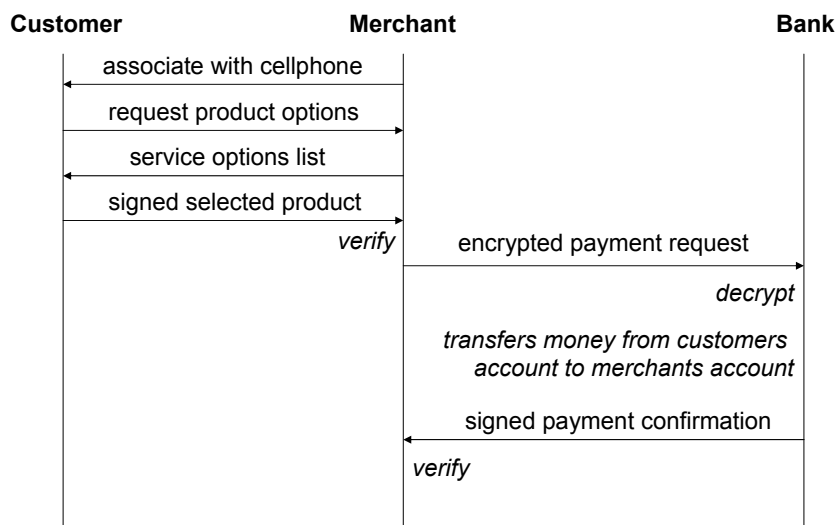 Customer Merchant Bank
associate with cellphone
request product options
service options list
signed selected product
verify
encrypted payment request
decrypt
transfers money from customers
account to merchants account
signed payment confirmation
verify